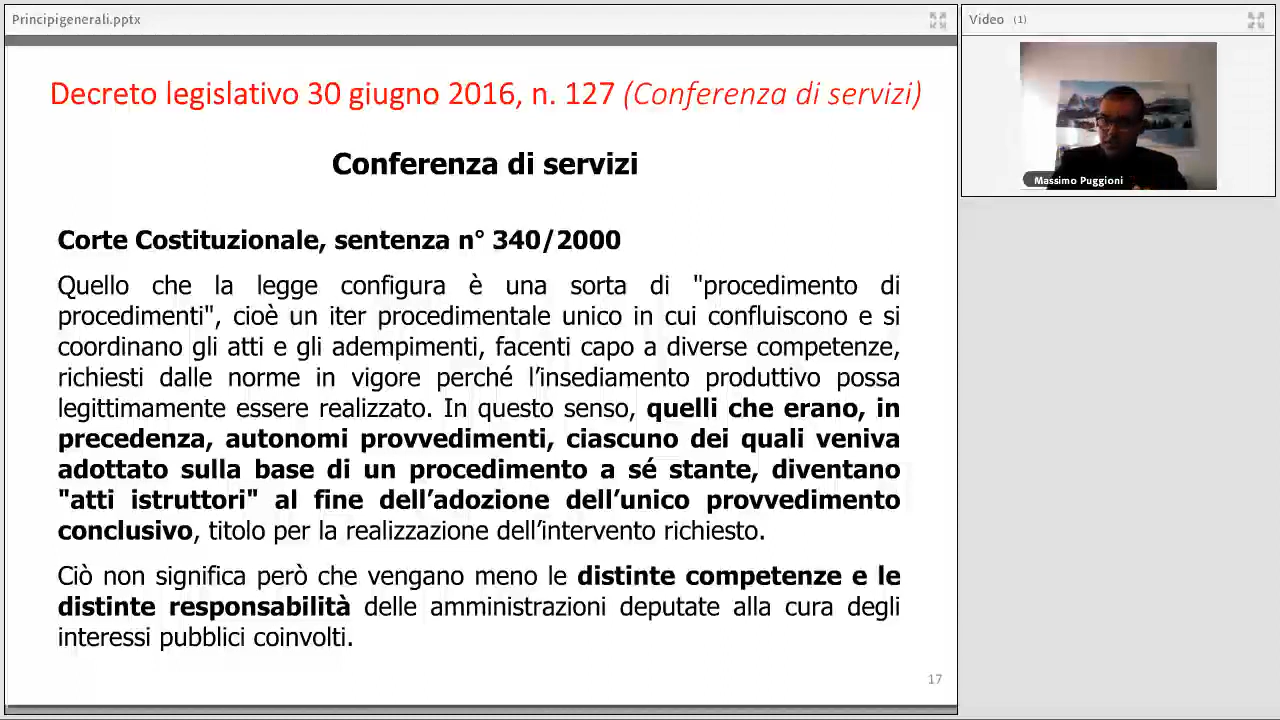 Principigenerali.pptx
Video (1)
Decreto legislativo 30 giugno 2016, n. 127 (Conferenza di servizi)
Massimo Puggioni
Conferenza di servizi
Corte Costituzionale, sentenza n° 340/2000
Quello che la legge configura è una sorta di "procedimento di
procedimenti", cioè un iter procedimentale unico in cui confluiscono e si
coordinano gli atti e gli adempimenti, facenti capo a diverse competenze,
richiesti dalle norme in vigore perché l’insediamento produttivo possa
legittimamente essere realizzato. In questo senso, quelli che erano, in
precedenza, autonomi provvedimenti, ciascuno dei quali veniva
adottato sulla base di un procedimento a sé stante, diventano
"atti istruttori" al fine dell’adozione dell’unico provvedimento
conclusivo, titolo per la realizzazione dell’intervento richiesto.
Ciò non significa però che vengano meno le distinte competenze e le
distinte responsabilità delle amministrazioni deputate alla cura degli
interessi pubblici coinvolti.
17